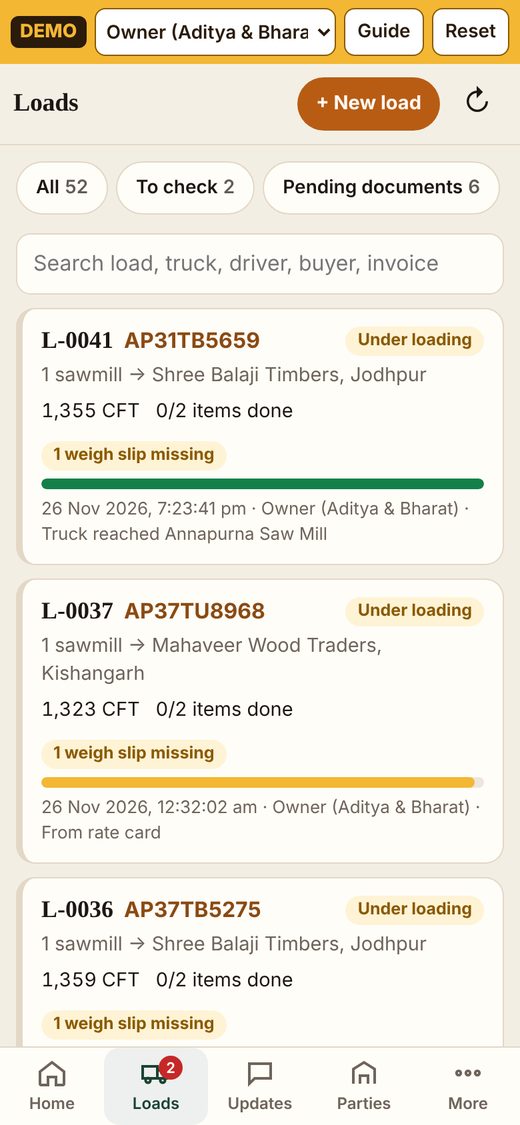 DEMO
Owner (Aditya & Bhara
Guide
Reset
Loads
+ New load
All 52
To check 2
Pending documents 6
Search load, truck, driver, buyer, invoice
L-0041 AP31TB5659 Under loading
1 sawmill → Shree Balaji Timbers, Jodhpur
1,355 CFT 0/2 items done
1 weigh slip missing
26 Nov 2026, 7:23:41 pm · Owner (Aditya & Bharat) ·
Truck reached Annapurna Saw Mill
L-0037 AP37TU8968 Under loading
1 sawmill → Mahaveer Wood Traders,
Kishangarh
1,323 CFT 0/2 items done
1 weigh slip missing
26 Nov 2026, 12:32:02 am · Owner (Aditya & Bharat) ·
From rate card
L-0036 AP37TB5275 Under loading
1 sawmill → Shree Balaji Timbers, Jodhpur
1,359 CFT 0/2 items done
1 weigh slip missing
2
Home
Loads
Updates
Parties
More